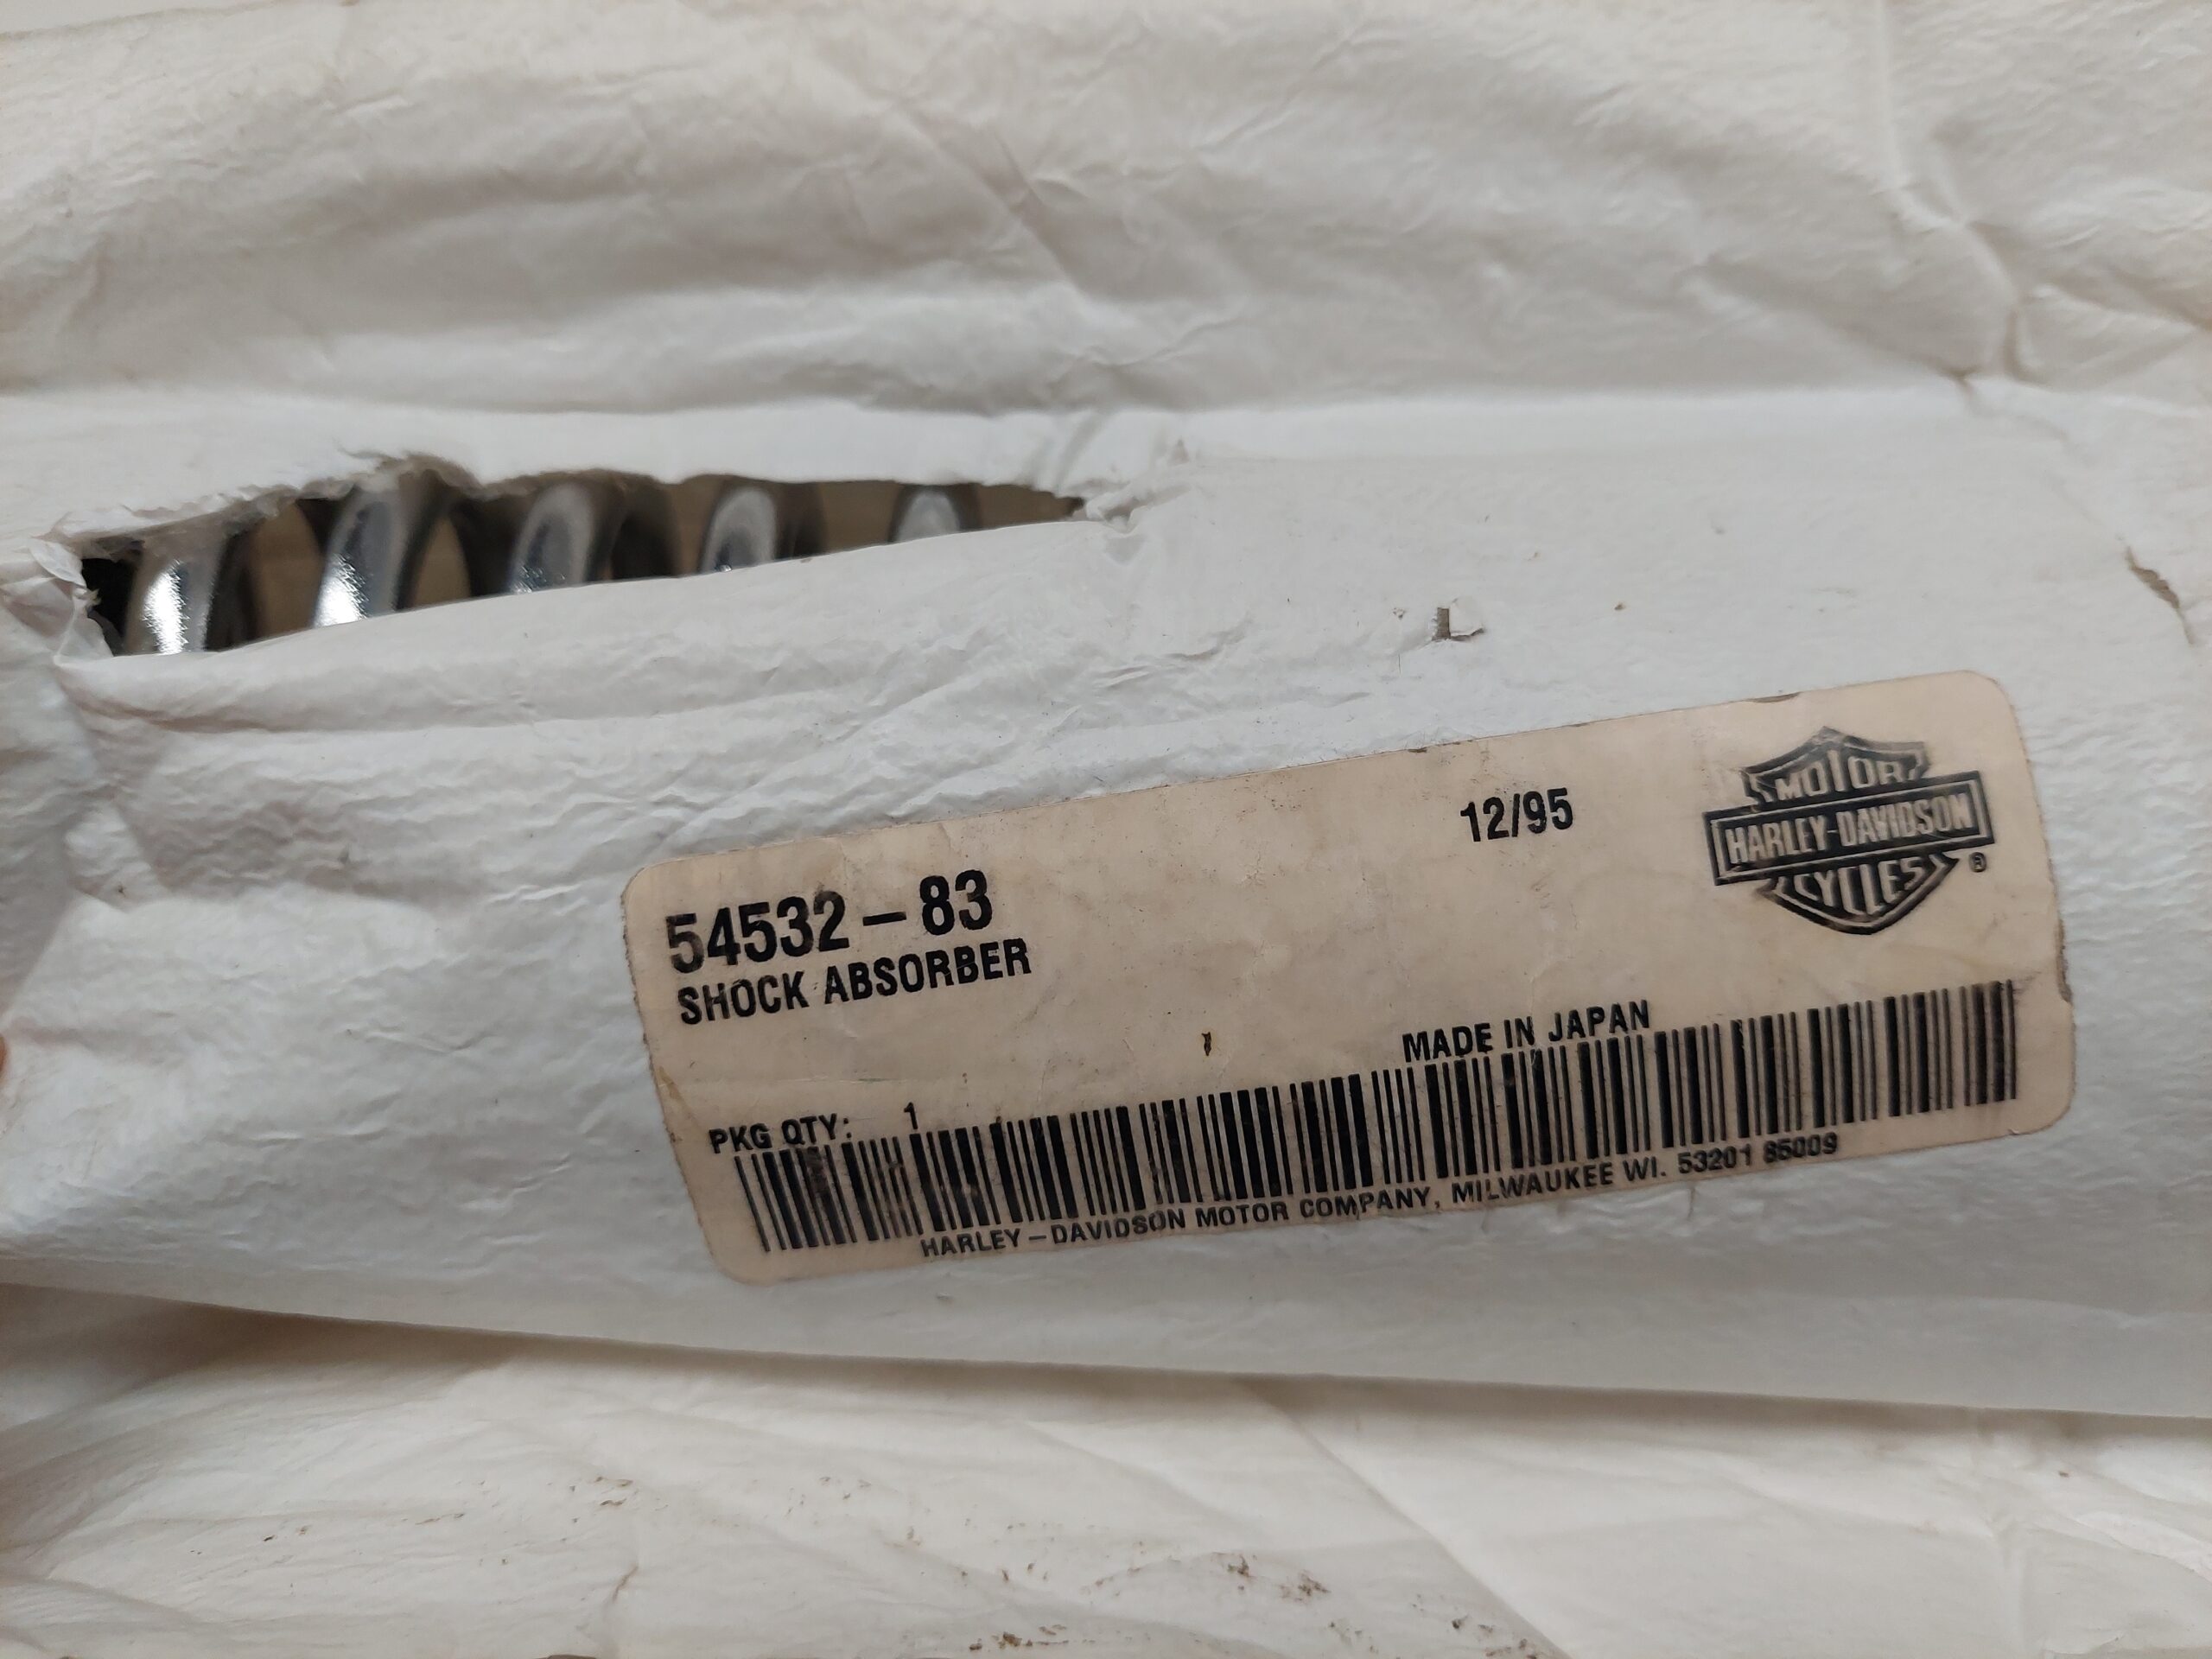 12/95
MOTOR
HARLEY-DAVIDSON
CYCLES
®
54532-83
SHOCK ABSORBER
MADE IN JAPAN
PKG QTY: 1
HARLEY-DAVIDSON MOTOR COMPANY, MILWAUKEE WI. 53201 85009